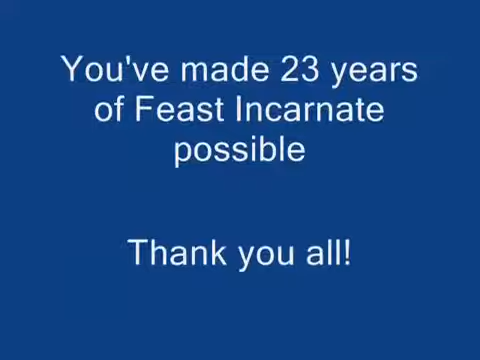 You've made 23 years
of Feast Incarnate
possible
Thank you all!